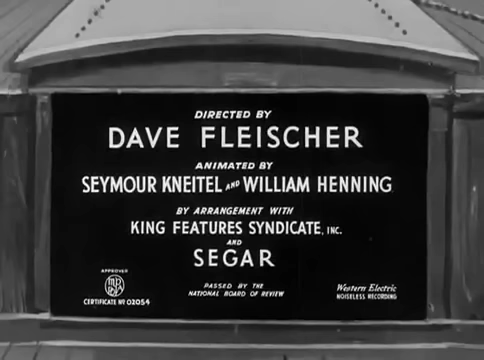 DIRECTED BY
DAVE FLEISCHER
ANIMATED BY
SEYMOUR KNEITEL AND WILLIAM HENNING
BY ARRANGEMENT WITH
KING FEATURES SYNDICATE, INC.
AND
SEGAR
APPROVED
CERTIFICATE Nº 02054
PASSED BY THE
NATIONAL BOARD OF REVIEW
Western Electric
NOISELESS RECORDING